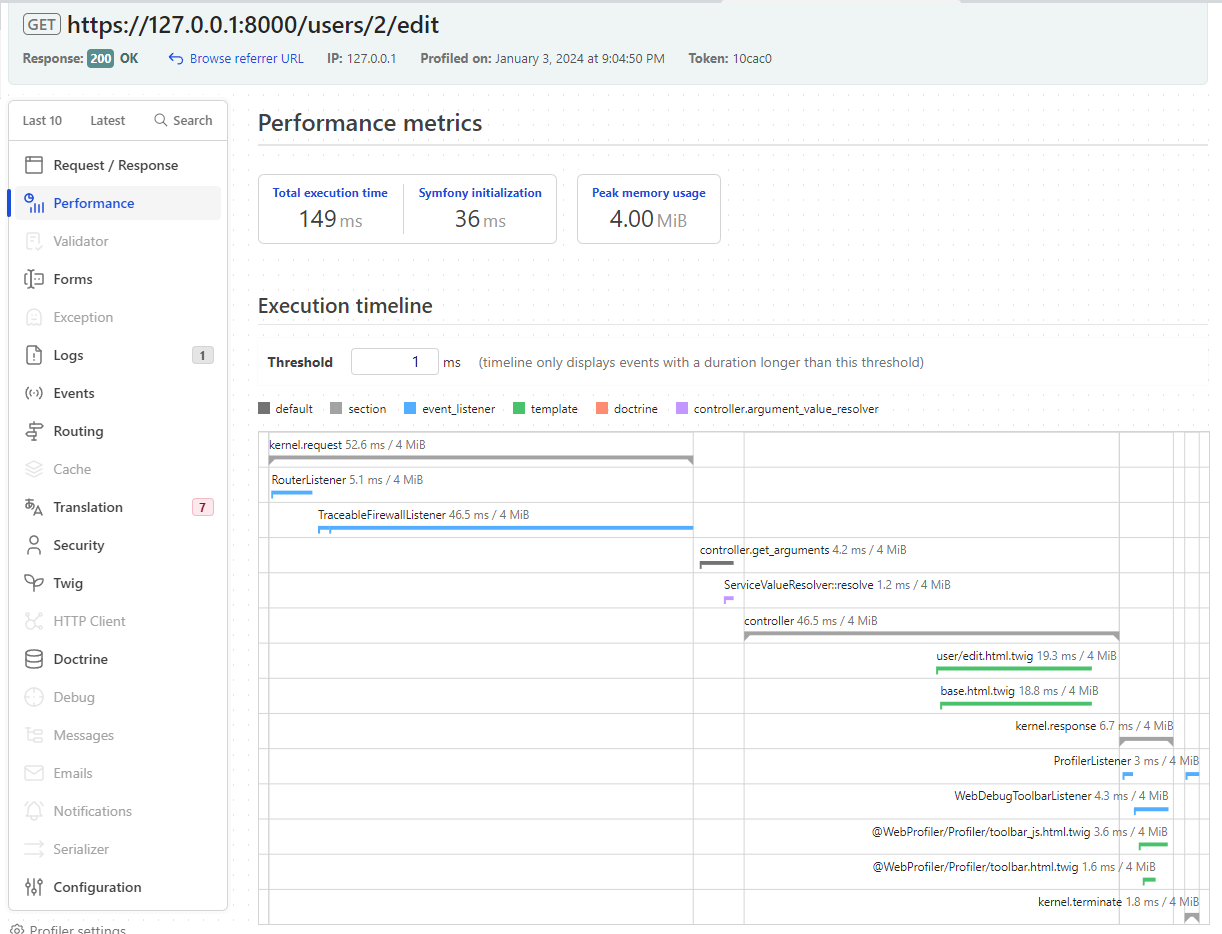 GET https://127.0.0.1:8000/users/2/edit
Response: 200 OK Browse referrer URL IP: 127.0.0.1 Profiled on: January 3, 2024 at 9:04:50 PM Token: 10cac0
Last 10 Latest Search
Request / Response
Performance
Validator
Forms
Exception
Logs 1
Events
Routing
Cache
Translation 7
Security
Twig
HTTP Client
Doctrine
Debug
Messages
Emails
Notifications
Serializer
Configuration
Profiler settings
Performance metrics
Total execution time Symfony initialization Peak memory usage
149 ms 36 ms 4.00 MiB
Execution timeline
Threshold 1 ms (timeline only displays events with a duration longer than this threshold)
default section event_listener template doctrine controller.argument_value_resolver
kernel.request 52.6 ms / 4 MiB
RouterListener 5.1 ms / 4 MiB
TraceableFirewallListener 46.5 ms / 4 MiB
controller.get_arguments 4.2 ms / 4 MiB
ServiceValueResolver::resolve 1.2 ms / 4 MiB
controller 46.5 ms / 4 MiB
user/edit.html.twig 19.3 ms / 4 MiB
base.html.twig 18.8 ms / 4 MiB
kernel.response 6.7 ms / 4 MiB
ProfilerListener 3 ms / 4 MiB
WebDebugToolbarListener 4.3 ms / 4 MiB
@WebProfiler/Profiler/toolbar_js.html.twig 3.6 ms / 4 MiB
@WebProfiler/Profiler/toolbar.html.twig 1.6 ms / 4 MiB
kernel.terminate 1.8 ms / 4 MiB